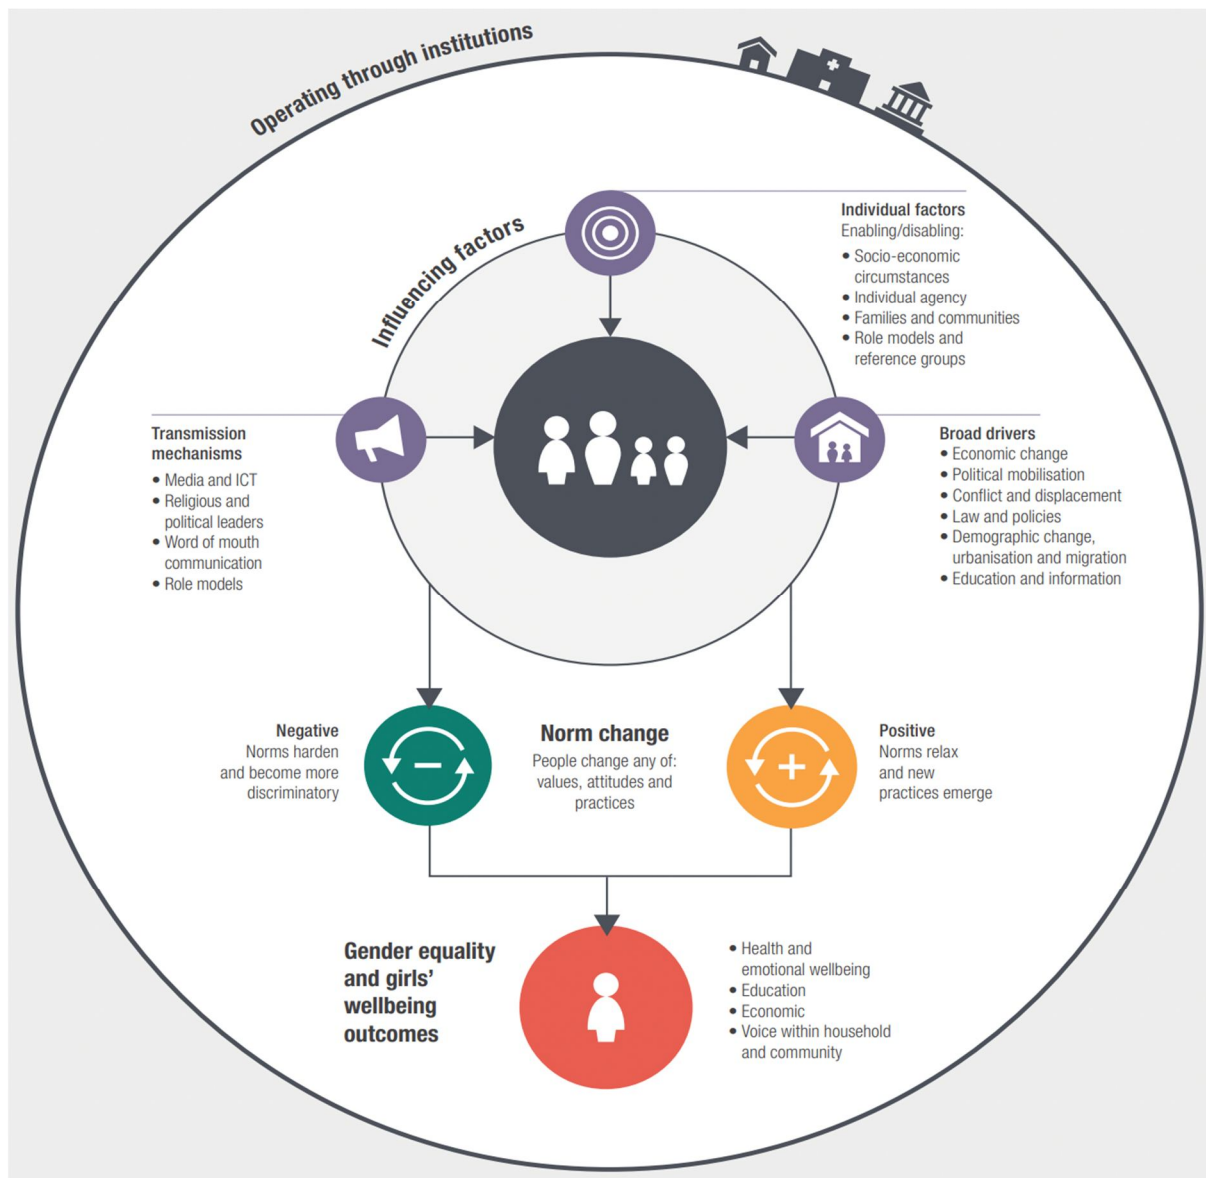 Operating through institutions
Influencing factors
Individual factors
Enabling/disabling:
• Socio-economic
circumstances
• Individual agency
• Families and communities
• Role models and
reference groups
Transmission
mechanisms
• Media and ICT
• Religious and
political leaders
• Word of mouth
communication
• Role models
Broad drivers
• Economic change
• Political mobilisation
• Conflict and displacement
• Law and policies
• Demographic change,
urbanisation and migration
• Education and information
Negative
Norms harden
and become more
discriminatory
Norm change
People change any of:
values, attitudes and
practices
Positive
Norms relax
and new
practices emerge
Gender equality
and girls’
wellbeing
outcomes
• Health and
emotional wellbeing
• Education
• Economic
• Voice within household
and community